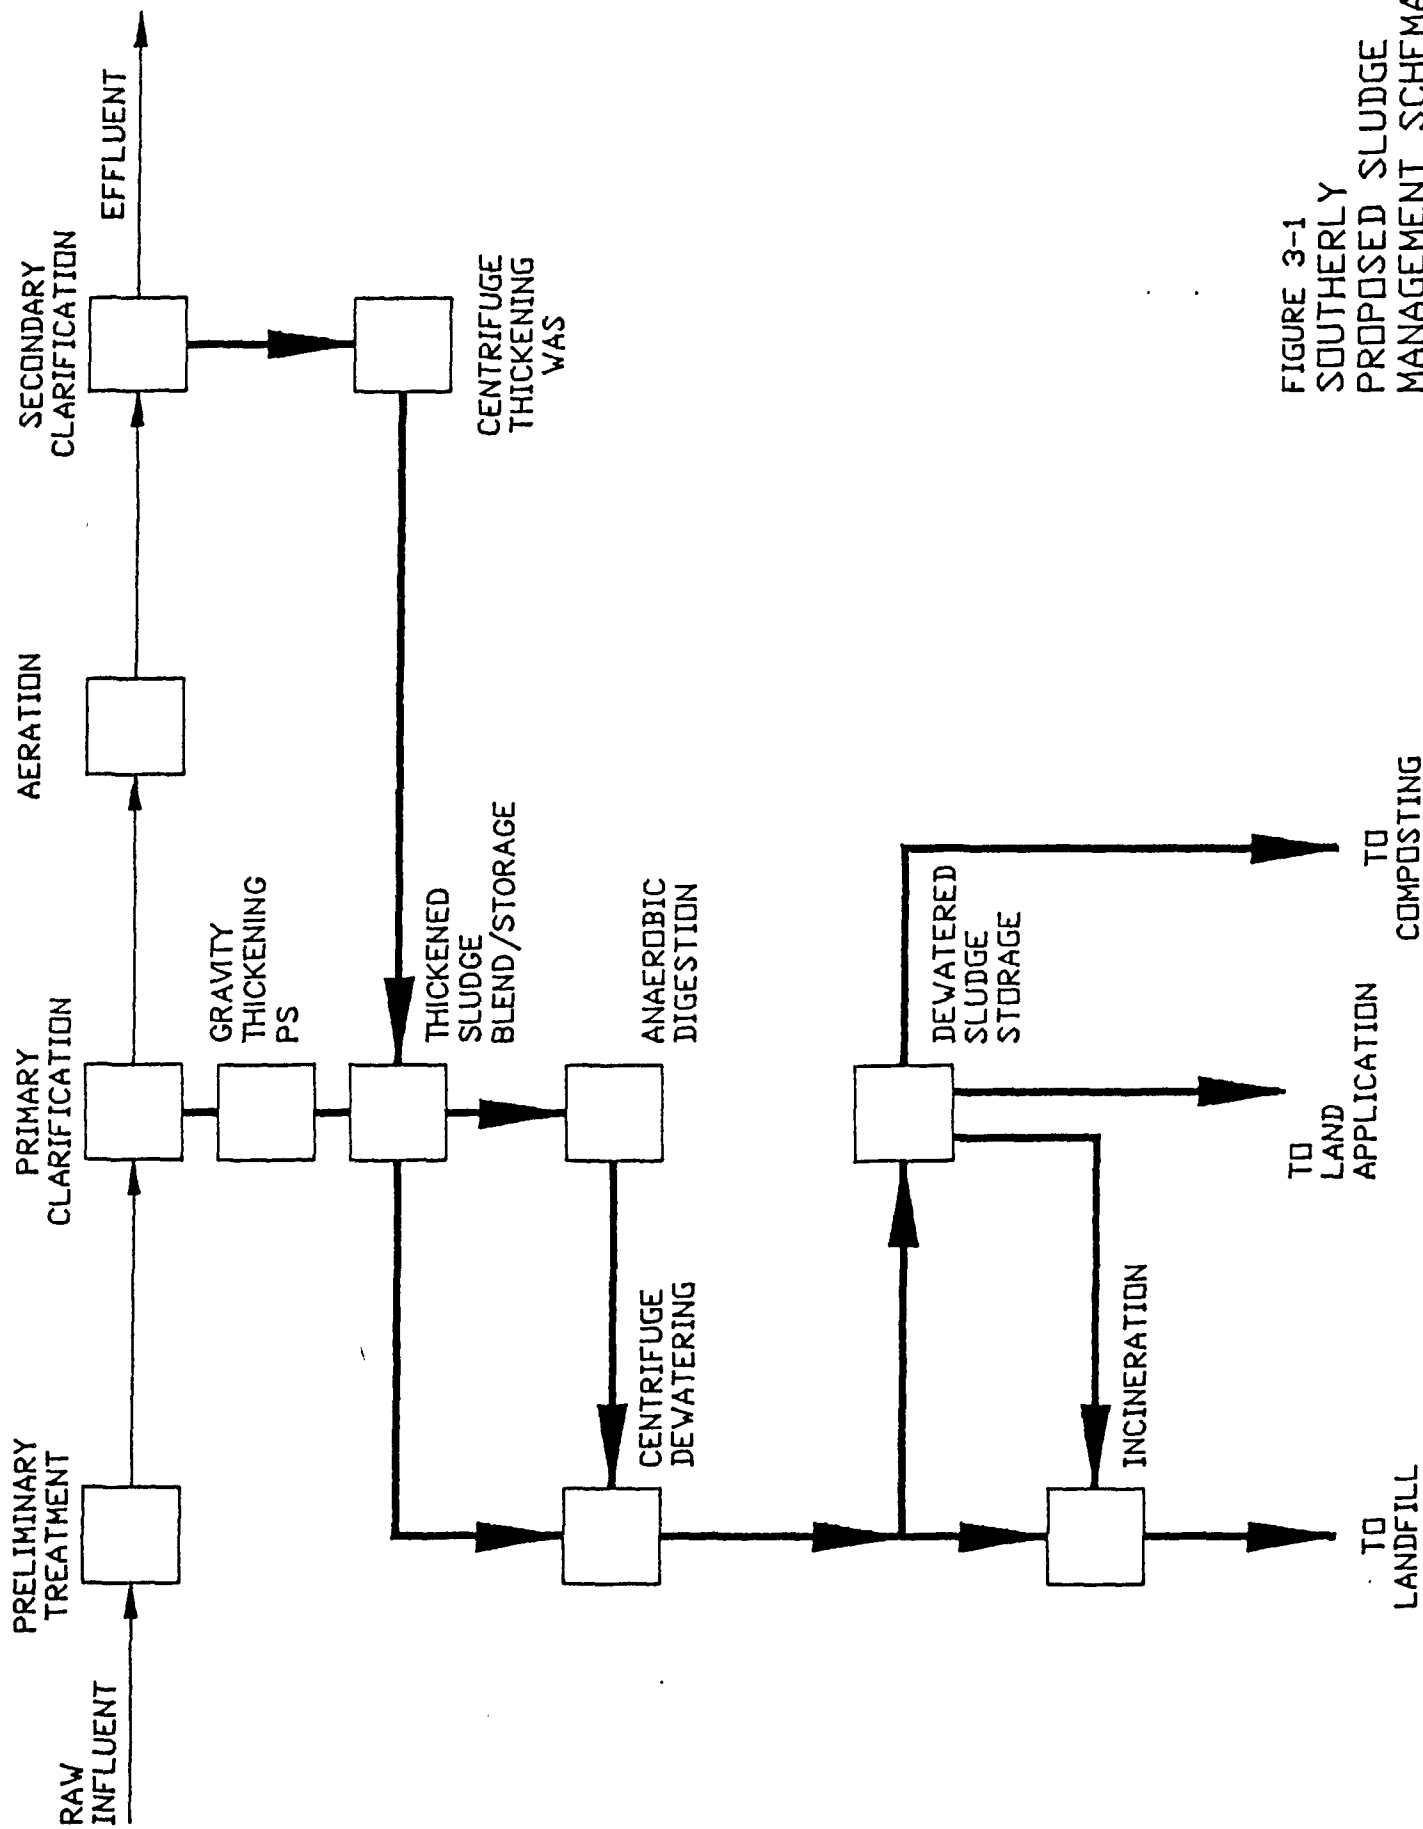 RAW
INFLUENT
PRELIMINARY
TREATMENT
PRIMARY
CLARIFICATION
AERATION
SECONDARY
CLARIFICATION
EFFLUENT
GRAVITY
THICKENING
PS
THICKENED
SLUDGE
BLEND/STORAGE
CENTRIFUGE
THICKENING
WAS
ANAEROBIC
DIGESTION
CENTRIFUGE
DEWATERING
DEWATERED
SLUDGE
STORAGE
INCINERATION
TO
LANDFILL
TO
LAND
APPLICATION
TO
COMPOSTING
FIGURE 3-1
SOUTHERLY
PROPOSED SLUDGE
MANAGEMENT